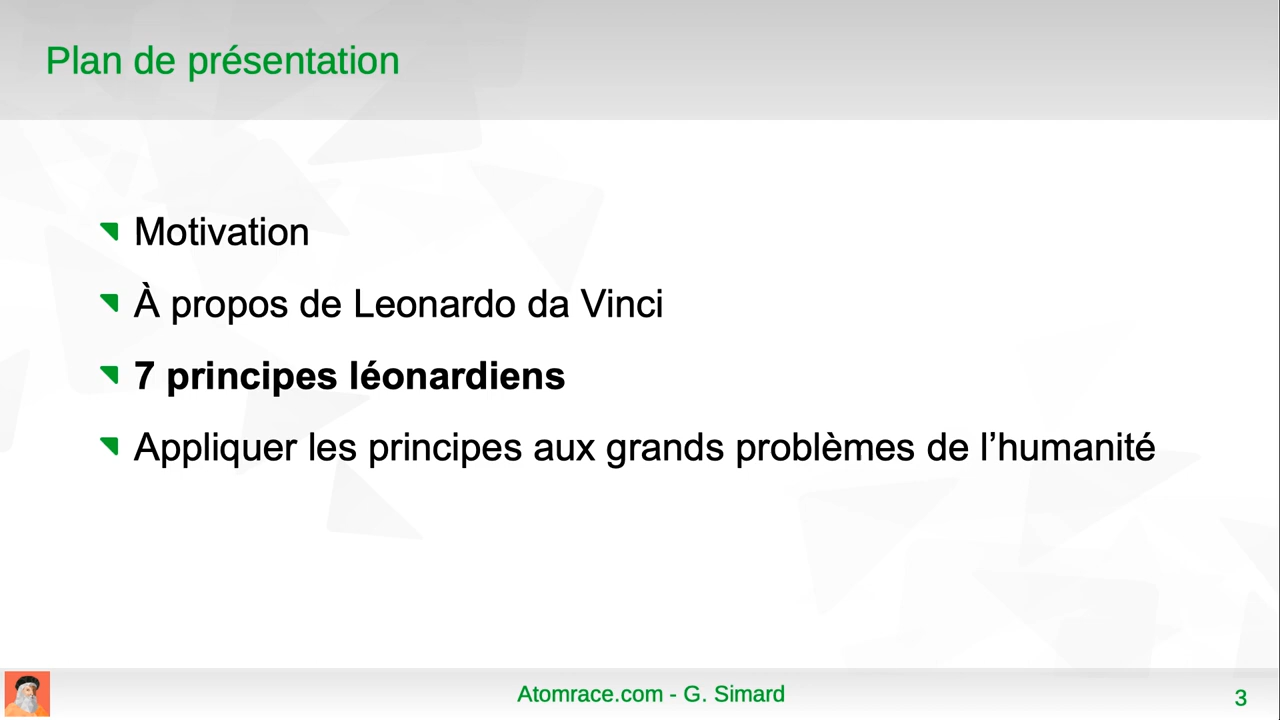 Plan de présentation
Motivation
À propos de Leonardo da Vinci
7 principes léonardiens
Appliquer les principes aux grands problèmes de l’humanité
Atomrace.com - G. Simard
3